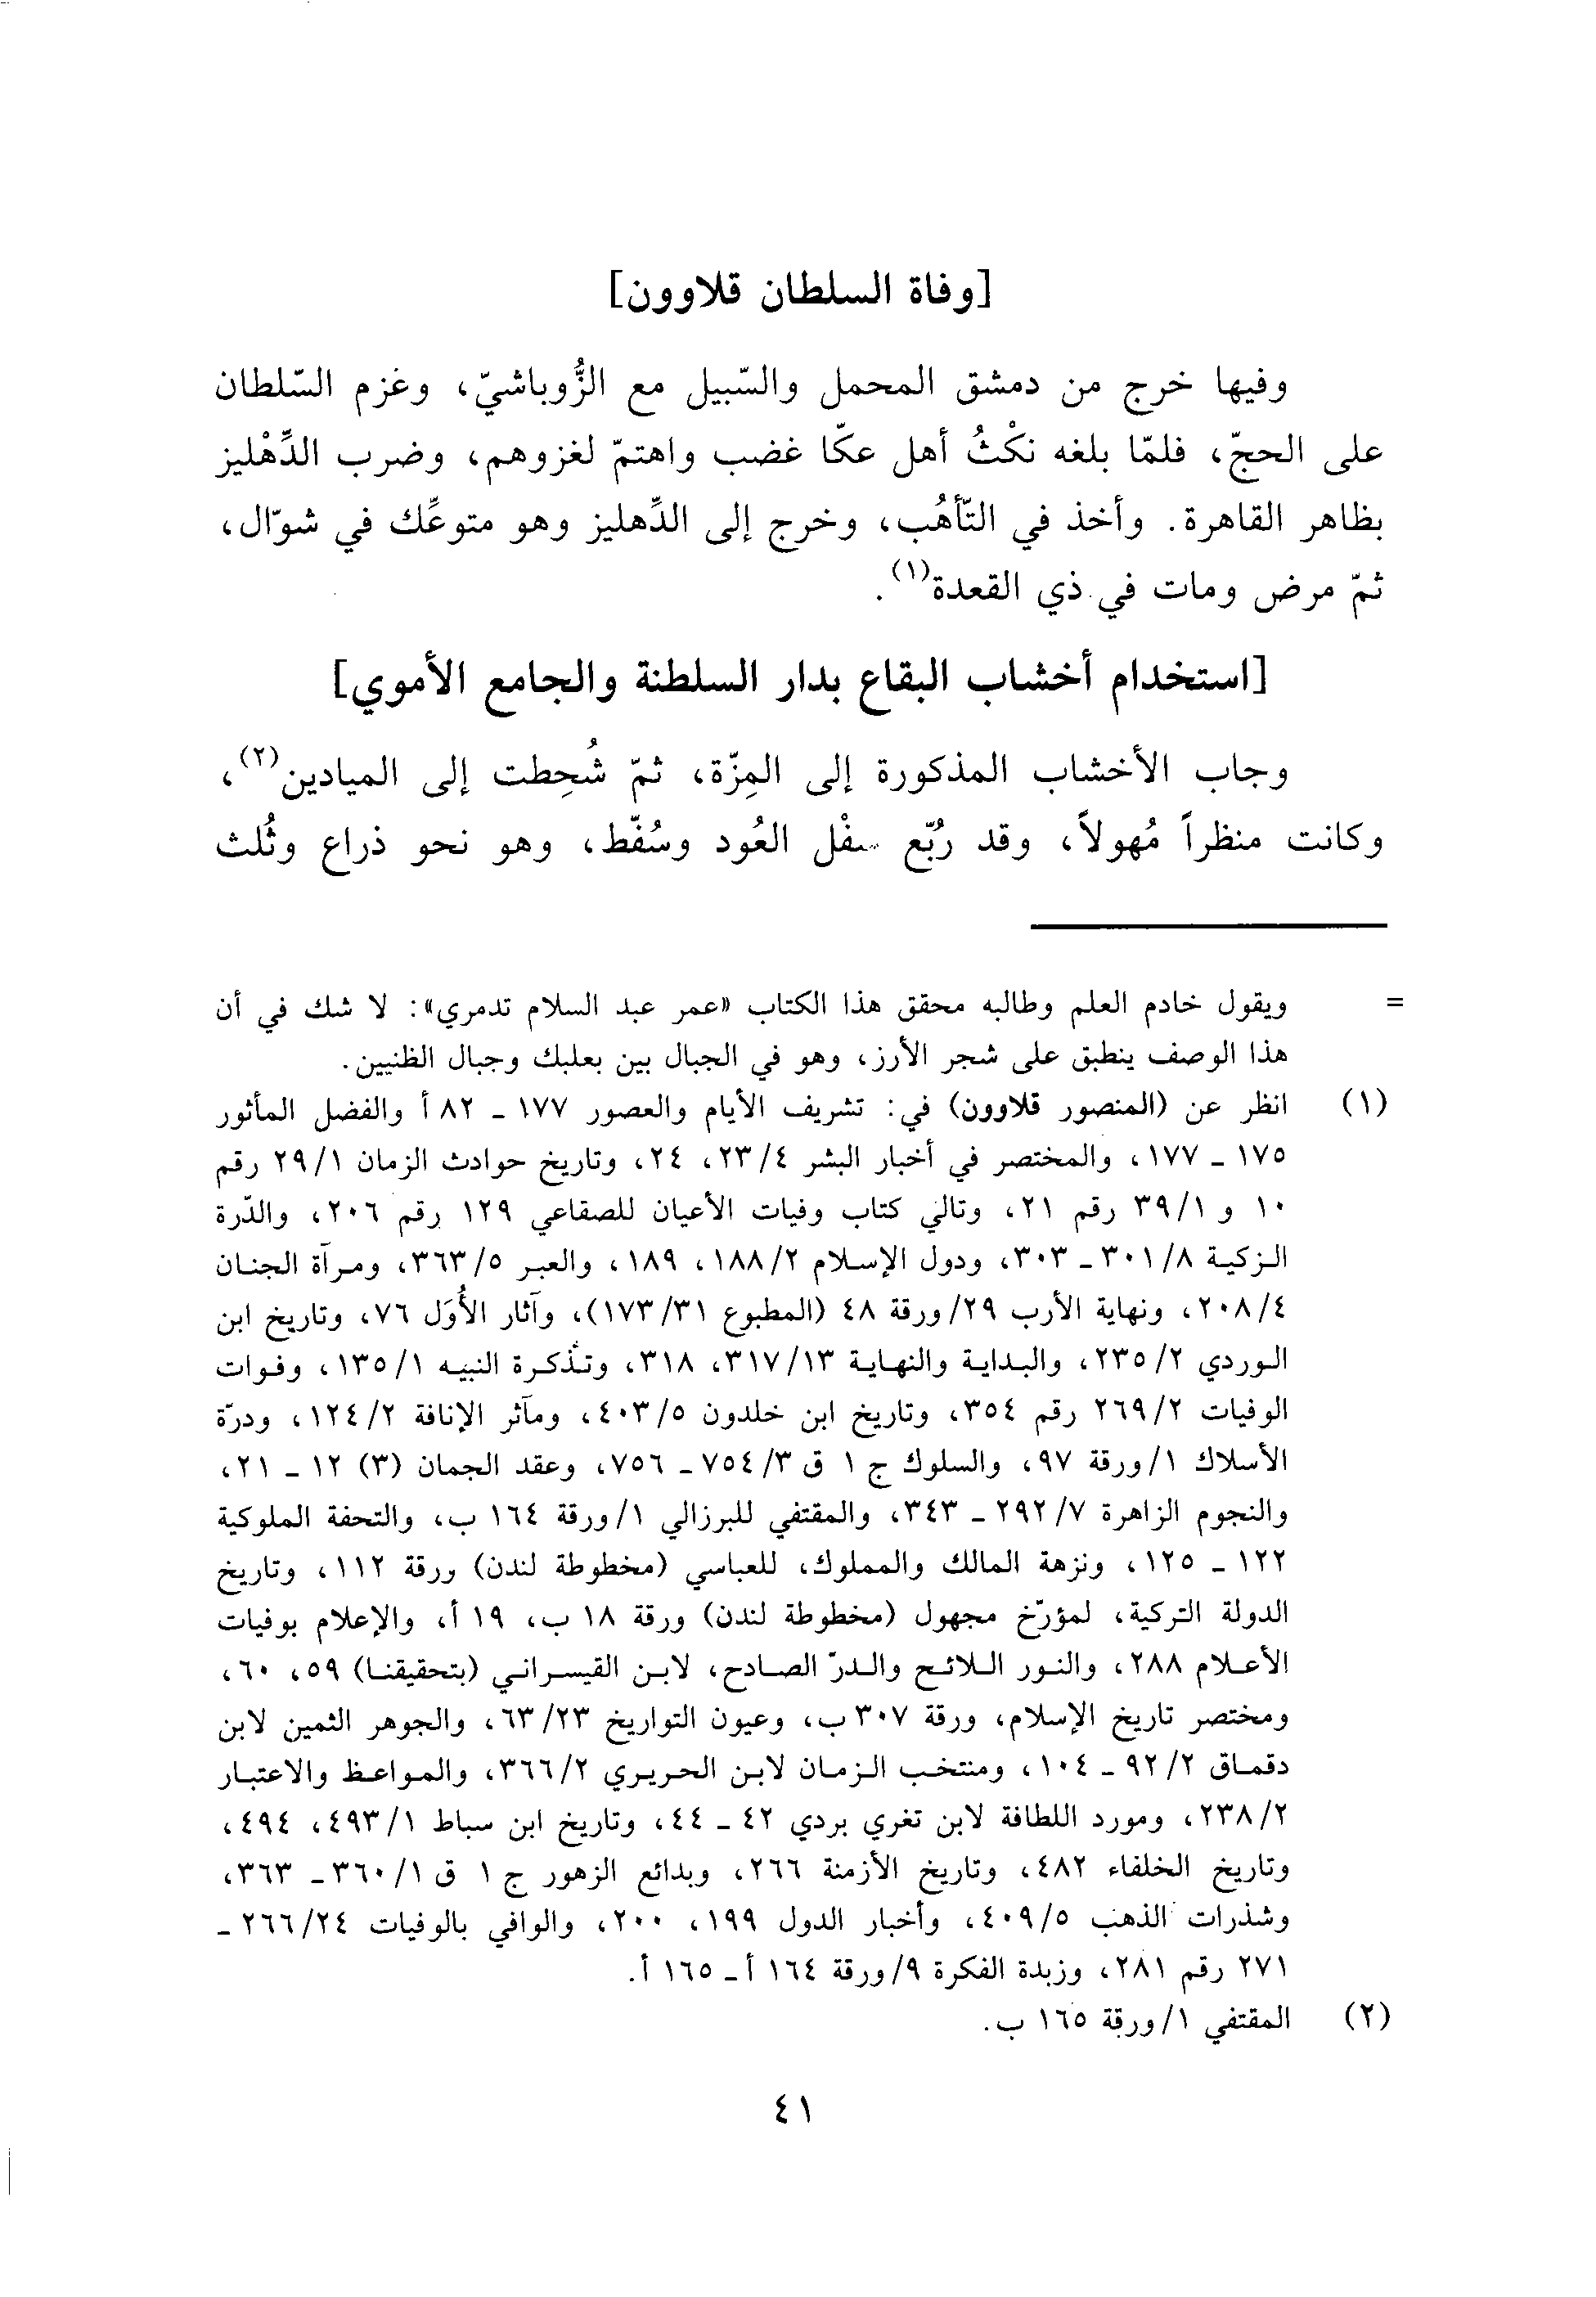 [وفاة السلطان قلاوون]
وفيها خرج من دمشق المحمل والسّبيل مع الزُّوباشيّ، وغزم السّلطان
على الحجّ، فلمّا بلغه نكْثُ أهل عكّا غضب واهتمّ لغزوهم، وضرب الدِّهْليز
بظاهر القاهرة. وأخذ في التّأهُب، وخرج إلى الدِّهليز وهو متوعِّك في شوّال،
ثمّ مرض ومات في ذي القعدة(١).
[استخدام أخشاب البقاع بدار السلطنة والجامع الأموي]
وجاب الأخشاب المذكورة إلى المِزّة، ثمّ شُحِطت إلى الميادين(٢)،
وكانت منظراً مُهولاً، وقد رُبّع سفْل العُود وسُفّط، وهو نحو ذراع وثُلث
= ويقول خادم العلم وطالبه محقق هذا الكتاب «عمر عبد السلام تدمري»: لا شك في أن
هذا الوصف ينطبق على شجر الأرز، وهو في الجبال بين بعلبك وجبال الظنيين.
(١) انظر عن (المنصور قلاوون) في: تشريف الأيام والعصور ١٧٧ - ٨٢ أ والفضل المأثور
١٧٥ - ١٧٧، والمختصر في أخبار البشر ٤/ ٢٣، ٢٤، وتاريخ حوادث الزمان ١/ ٢٩ رقم
١٠ و ١/ ٣٩ رقم ٢١، وتالي كتاب وفيات الأعيان للصقاعي ١٢٩ رقم ٢٠٦، والدّرة
الزكية ٨/ ٣٠١ - ٣٠٣، ودول الإسلام ٢/ ١٨٨، ١٨٩، والعبر ٥/ ٣٦٣، ومرآة الجنان
٤/ ٢٠٨، ونهاية الأرب ٢٩/ ورقة ٤٨ (المطبوع ٣١/ ١٧٣)، وآثار الأُوَل ٧٦، وتاريخ ابن
الوردي ٢/ ٢٣٥، والبداية والنهاية ١٣/ ٣١٧، ٣١٨، وتذكرة النبيه ١/ ١٣٥، وفوات
الوفيات ٢/ ٢٦٩ رقم ٣٥٤، وتاريخ ابن خلدون ٥/ ٤٠٣، ومآثر الإنافة ٢/ ١٢٤، ودرّة
الأسلاك ١/ ورقة ٩٧، والسلوك ج ١ ق ٣/ ٧٥٤ - ٧٥٦، وعقد الجمان (٣) ١٢ - ٢١،
والنجوم الزاهرة ٧/ ٢٩٢ - ٣٤٣، والمقتفي للبرزالي ١/ ورقة ١٦٤ ب، والتحفة الملوكية
١٢٢ - ١٢٥، ونزهة المالك والمملوك، للعباسي (مخطوطة لندن) ورقة ١١٢، وتاريخ
الدولة التركية، لمؤرّخ مجهول (مخطوطة لندن) ورقة ١٨ ب، ١٩ أ، والإعلام بوفيات
الأعلام ٢٨٨، والنور اللائح والدرّ الصادح، لابن القيسراني (بتحقيقنا) ٥٩، ٦٠،
ومختصر تاريخ الإسلام، ورقة ٣٠٧ ب، وعيون التواريخ ٢٣/ ٦٣، والجوهر الثمين لابن
دقماق ٢/ ٩٢ - ١٠٤، ومنتخب الزمان لابن الحريري ٢/ ٣٦٦، والمواعظ والاعتبار
٢/ ٢٣٨، ومورد اللطافة لابن تغري بردي ٤٢ - ٤٤، وتاريخ ابن سباط ١/ ٤٩٣، ٤٩٤،
وتاريخ الخلفاء ٤٨٢، وتاريخ الأزمنة ٢٦٦، وبدائع الزهور ج ١ ق ١/ ٣٦٠ - ٣٦٣،
وشذرات الذهب ٥/ ٤٠٩، وأخبار الدول ١٩٩، ٢٠٠، والوافي بالوفيات ٢٤/ ٢٦٦ -
٢٧١ رقم ٢٨١، وزبدة الفكرة ٩/ ورقة ١٦٤ أ - ١٦٥ أ.
(٢) المقتفي ١/ ورقة ١٦٥ ب.
٤١